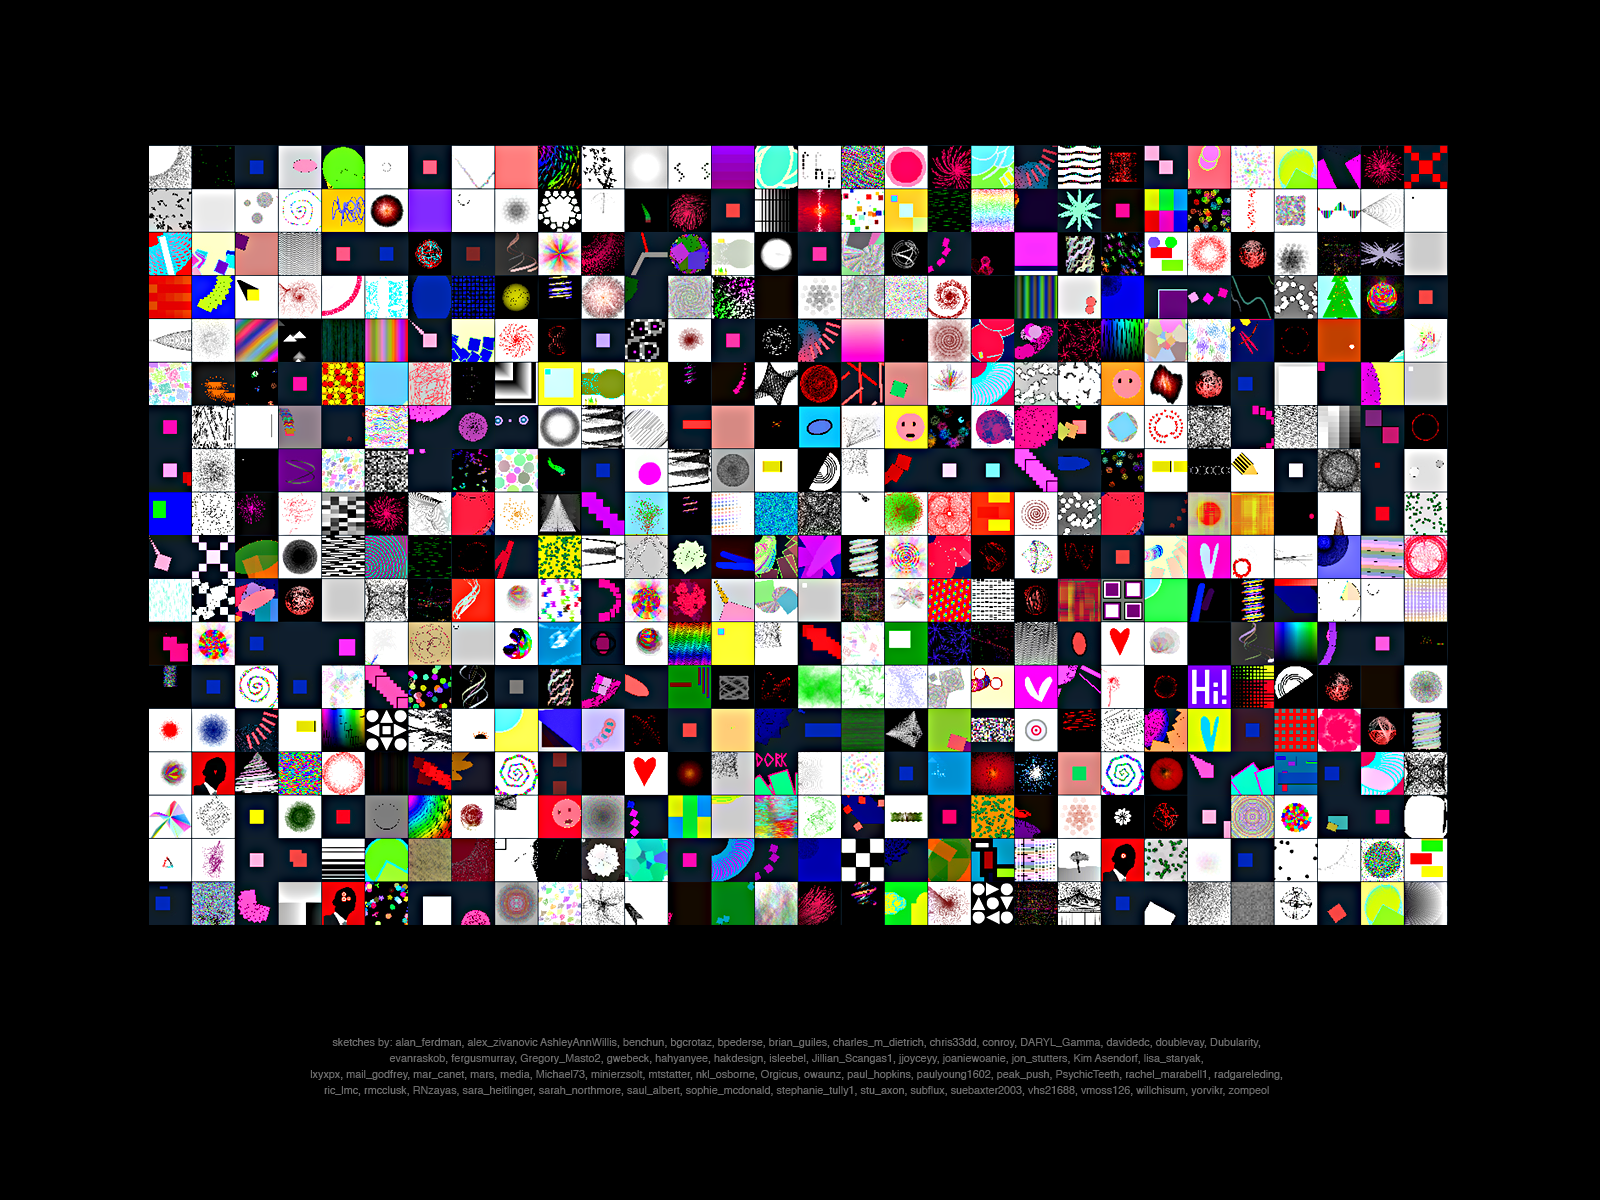 Hi!
DORK
sketches by: alan_ferdman, alex_zivanovic AshleyAnnWillis, benchun, bgcrotaz, bpederse, brian_guiles, charles_m_dietrich, chris33dd, conroy, DARYL_Gamma, davidedc, doublevay, Dubularity,
evanraskob, fergusmurray, Gregory_Masto2, gwebeck, hahyanyee, hakdesign, isleebel, Jillian_Scangas1, jjoyceyy, joaniewoanie, jon_stutters, Kim Asendorf, lisa_staryak,
lxyxpx, mail_godfrey, mar_canet, mars, media, Michael73, minierzsolt, mtstatter, nkl_osborne, Orgicus, owaunz, paul_hopkins, paulyoung1602, peak_push, PsychicTeeth, rachel_marabell1, radgareleding,
ric_lmc, rmcclusk, RNzayas, sara_heitlinger, sarah_northmore, saul_albert, sophie_mcdonald, stephanie_tully1, stu_axon, subflux, suebaxter2003, vhs21688, vmoss126, willchisum, yorvikr, zompeol